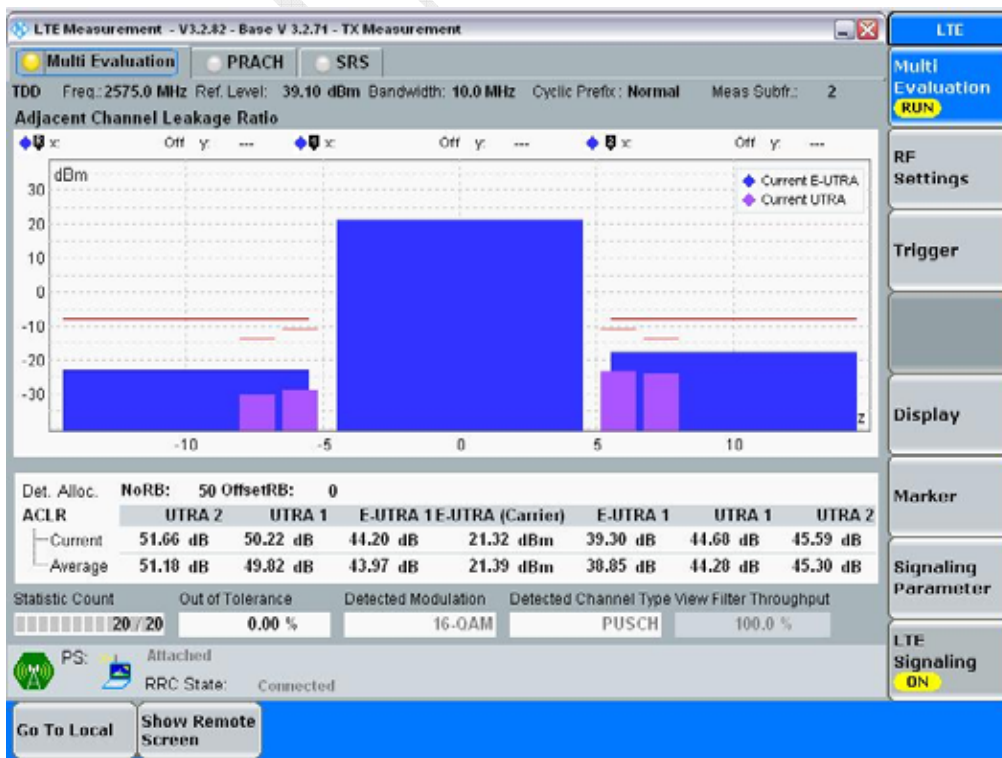 LTE Measurement - V3.2.82 - Base V 3.2.71 - TX Measurement
LTE
Multi Evaluation PRACH SRS
TDD Freq.: 2575.0 MHz Ref. Level: 39.10 dBm Bandwidth: 10.0 MHz Cyclic Prefix: Normal Meas Subfr.: 2
Adjacent Channel Leakage Ratio
x: Off y: --- x: Off y: --- x: Off y: ---
dBm
Current E-UTRA
Current UTRA
30
20
10
0
-10
-20
-30
z
-10 -5 0 5 10
Det. Alloc. NoRB: 50 OffsetRB: 0
ACLR UTRA 2 UTRA 1 E-UTRA 1 E-UTRA (Carrier) E-UTRA 1 UTRA 1 UTRA 2
Current 51.66 dB 50.22 dB 44.20 dB 21.32 dBm 39.30 dB 44.68 dB 45.59 dB
Average 51.18 dB 49.82 dB 43.97 dB 21.39 dBm 38.85 dB 44.28 dB 45.30 dB
Statistic Count Out of Tolerance Detected Modulation Detected Channel Type View Filter Throughput
20 / 20 0.00 % 16-QAM PUSCH 100.0 %
PS: Attached
RRC State: Connected
Multi
Evaluation
RUN
RF
Settings
Trigger
Display
Marker
Signaling
Parameter
LTE
Signaling
ON
Go To Local
Show Remote
Screen